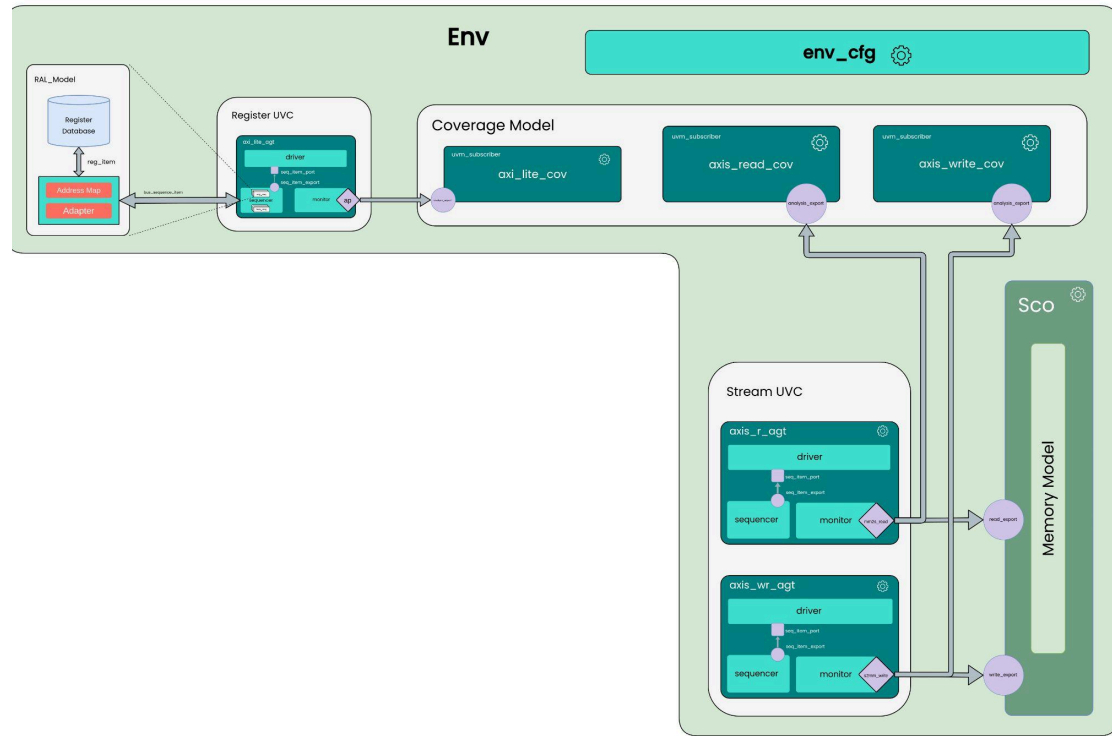 Env
env_cfg
RAL_Model
Register
Database
reg_item
Address Map
Adapter
bus_sequence_item
Register UVC
axi_lite_agt
driver
seq_item_port
seq_item_export
sequencer
monitor
ap
Coverage Model
uvm_subscriber
axi_lite_cov
uvm_subscriber
axis_read_cov
analysis_export
uvm_subscriber
axis_write_cov
analysis_export
Sco
Memory Model
read_export
write_export
Stream UVC
axis_r_agt
driver
seq_item_port
seq_item_export
sequencer
monitor
axis_wr_agt
driver
seq_item_port
seq_item_export
sequencer
monitor